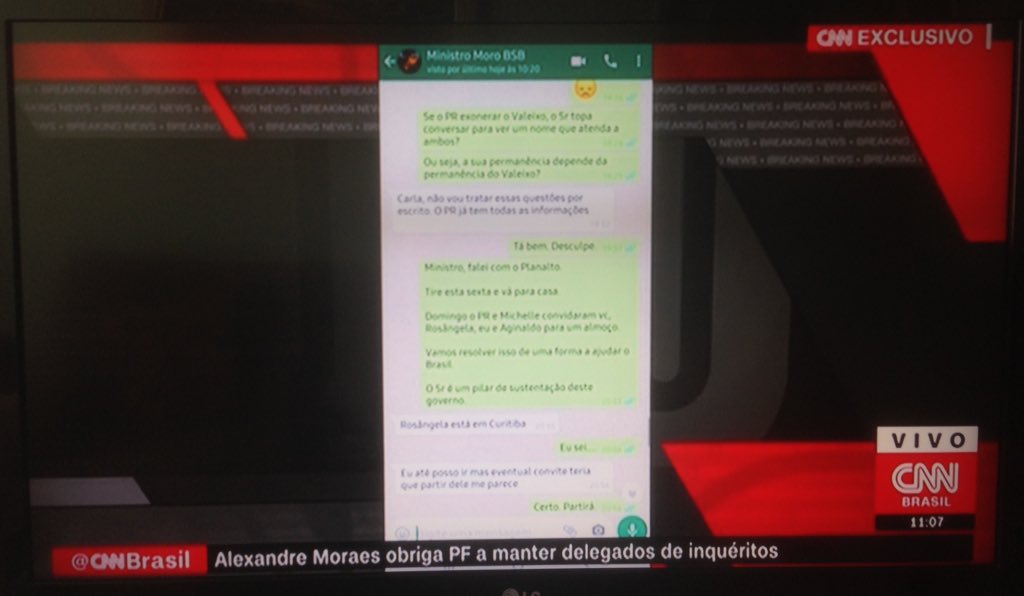 CNN EXCLUSIVO
Ministro Moro BSB
visto por último hoje às 10:20
BREAKING NEWS • BREAKING NEWS • BREAKING NEWS
Se o PR exonerar o Valeixo, o Sr topa
conversar para ver um nome que atenda a
ambos?
Ou seja, a sua permanência depende da
permanência do Valeixo?
Carla, não vou tratar essas questões por
escrito. O PR já tem todas as informações
Tá bem. Desculpe.
Ministro, falei com o Planalto.
Tire esta sexta e vá para casa.
Domingo o PR e Michelle convidaram vc,
Rosângela, eu e Aginaldo para um almoço.
Vamos resolver isso de uma forma a ajudar o
Brasil.
O Sr é um pilar de sustentação deste
governo.
Rosângela está em Curitiba
Eu sei...
Eu até posso ir mas eventual convite teria
que partir dele me parece
Certo. Partirá.
VIVO
CNN
BRASIL
11:07
@CNNBrasil
Alexandre Moraes obriga PF a manter delegados de inquéritos
LG